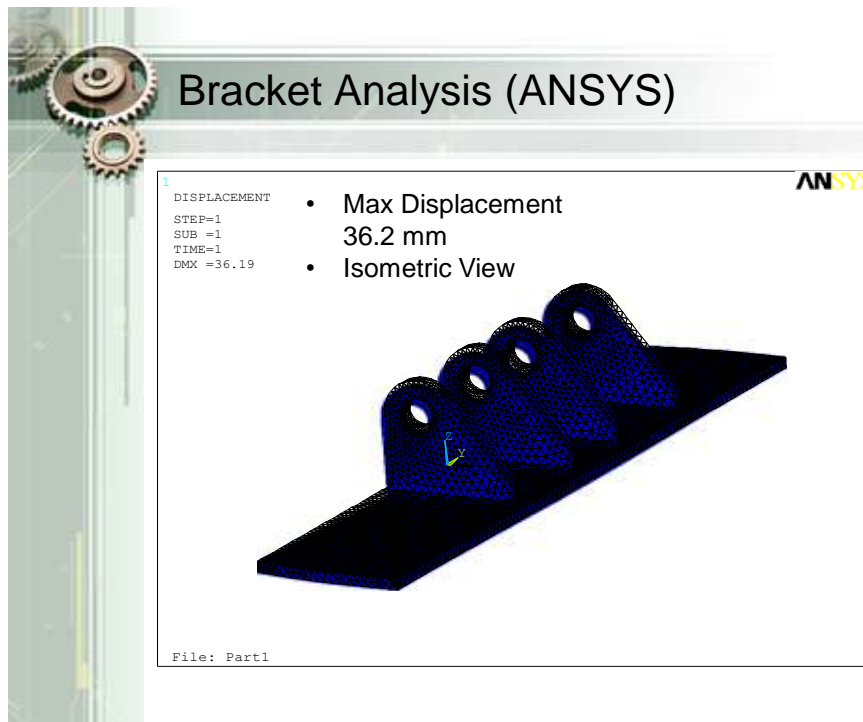 Bracket Analysis (ANSYS)
1
DISPLACEMENT
STEP=1
SUB =1
TIME=1
DMX =36.19
• Max Displacement
36.2 mm
• Isometric View
ANSYS
Z
Y
File: Part1